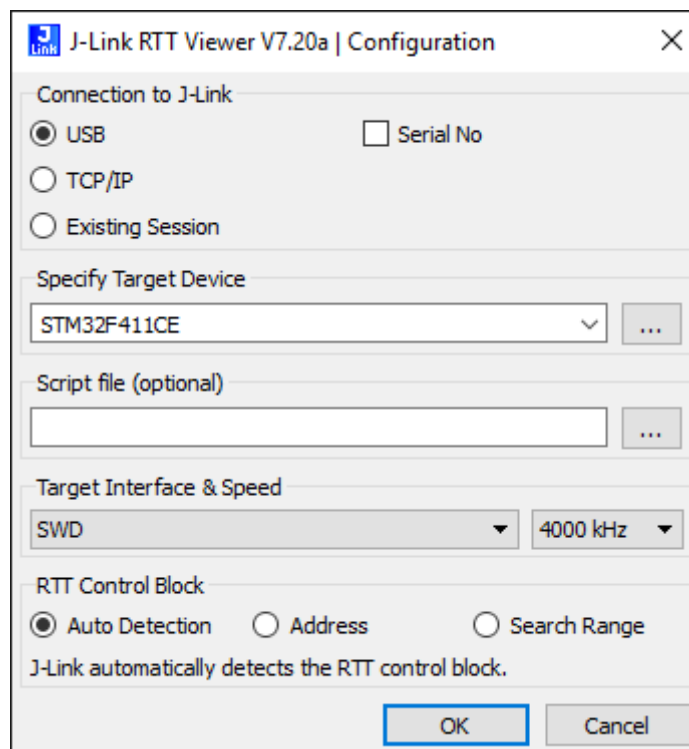 J-Link RTT Viewer V7.20a | Configuration
Connection to J-Link
USB Serial No
TCP/IP
Existing Session
Specify Target Device
STM32F411CE ...
Script file (optional)
...
Target Interface & Speed
SWD 4000 kHz
RTT Control Block
Auto Detection Address Search Range
J-Link automatically detects the RTT control block.
OK Cancel